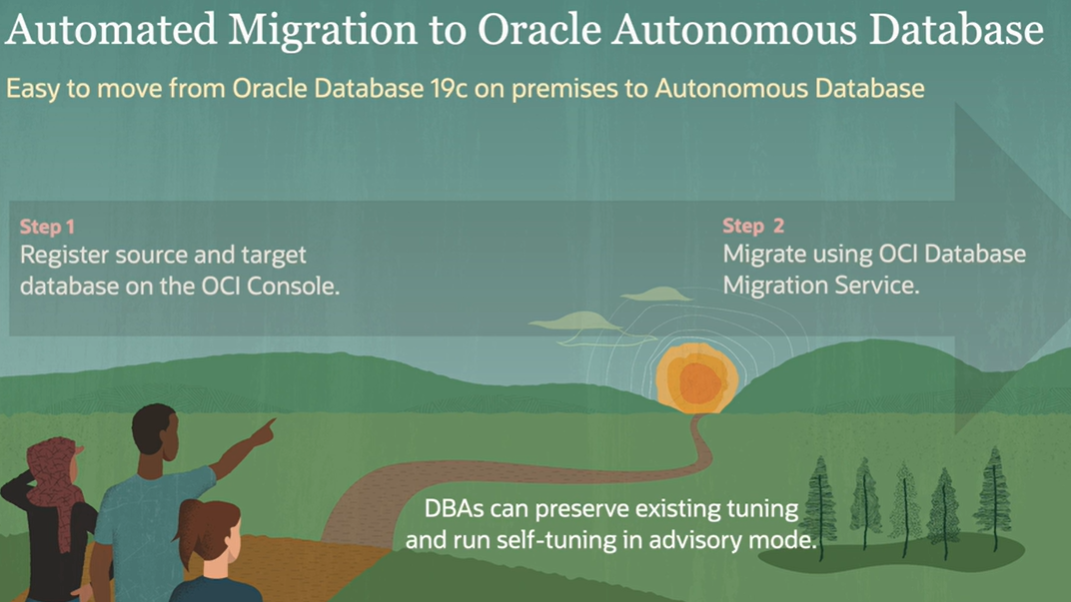 Automated Migration to Oracle Autonomous Database
Easy to move from Oracle Database 19c on premises to Autonomous Database
Step 1
Register source and target
database on the OCI Console.
Step 2
Migrate using OCI Database
Migration Service.
DBAs can preserve existing tuning
and run self-tuning in advisory mode.